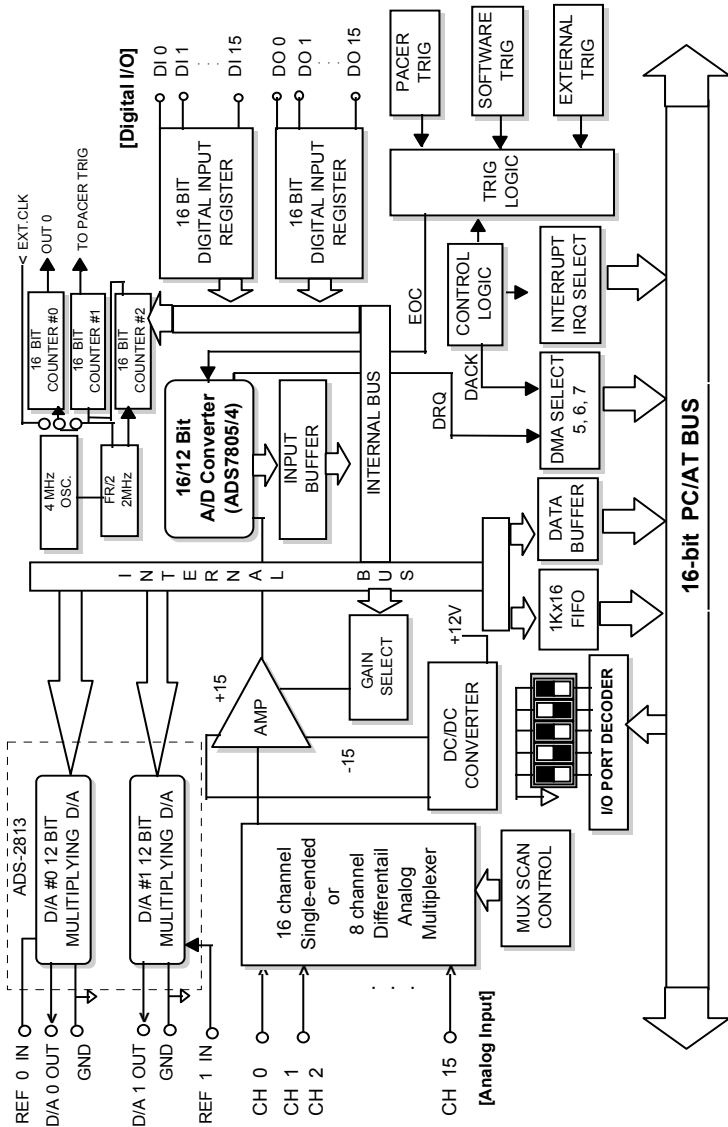 ADS-2813
REF 0 IN
D/A 0 OUT
GND
D/A #0 12 BIT
MULITIPLYING D/A
D/A 1 OUT
GND
REF 1 IN
D/A #1 12 BIT
MULITIPLYING D/A
CH 0
CH 1
CH 2
. . .
CH 15
[Analog Input]
16 channel
Single-ended
or
8 channel
Differentail
Analog
Multiplexer
MUX SCAN
CONTROL
+15
AMP
-15
GAIN
SELECT
DC/DC
CONVERTER
+12V
I/O PORT DECODER
INTERNAL BUS
4 MHz
OSC.
FR/2
2MHz
16 BIT
COUNTER #0
16 BIT
COUNTER #1
16 BIT
COUNTER #2
< EXT.CLK
OUT 0
TO PACER TRIG
16/12 Bit
A/D Converter
(ADS7805/4)
INPUT
BUFFER
INTERNAL BUS
[Digital I/O]
16 BIT
DIGITAL INPUT
REGISTER
DI 0
DI 1
. . .
DI 15
16 BIT
DIGITAL INPUT
REGISTER
DO 0
DO 1
. . .
DO 15
EOC
DRQ
DACK
CONTROL
LOGIC
TRIG
LOGIC
PACER
TRIG
SOFTWARE
TRIG
EXTERNAL
TRIG
1Kx16
FIFO
DATA
BUFFER
DMA SELECT
5, 6, 7
INTERRUPT
IRQ SELECT
16-bit PC/AT BUS